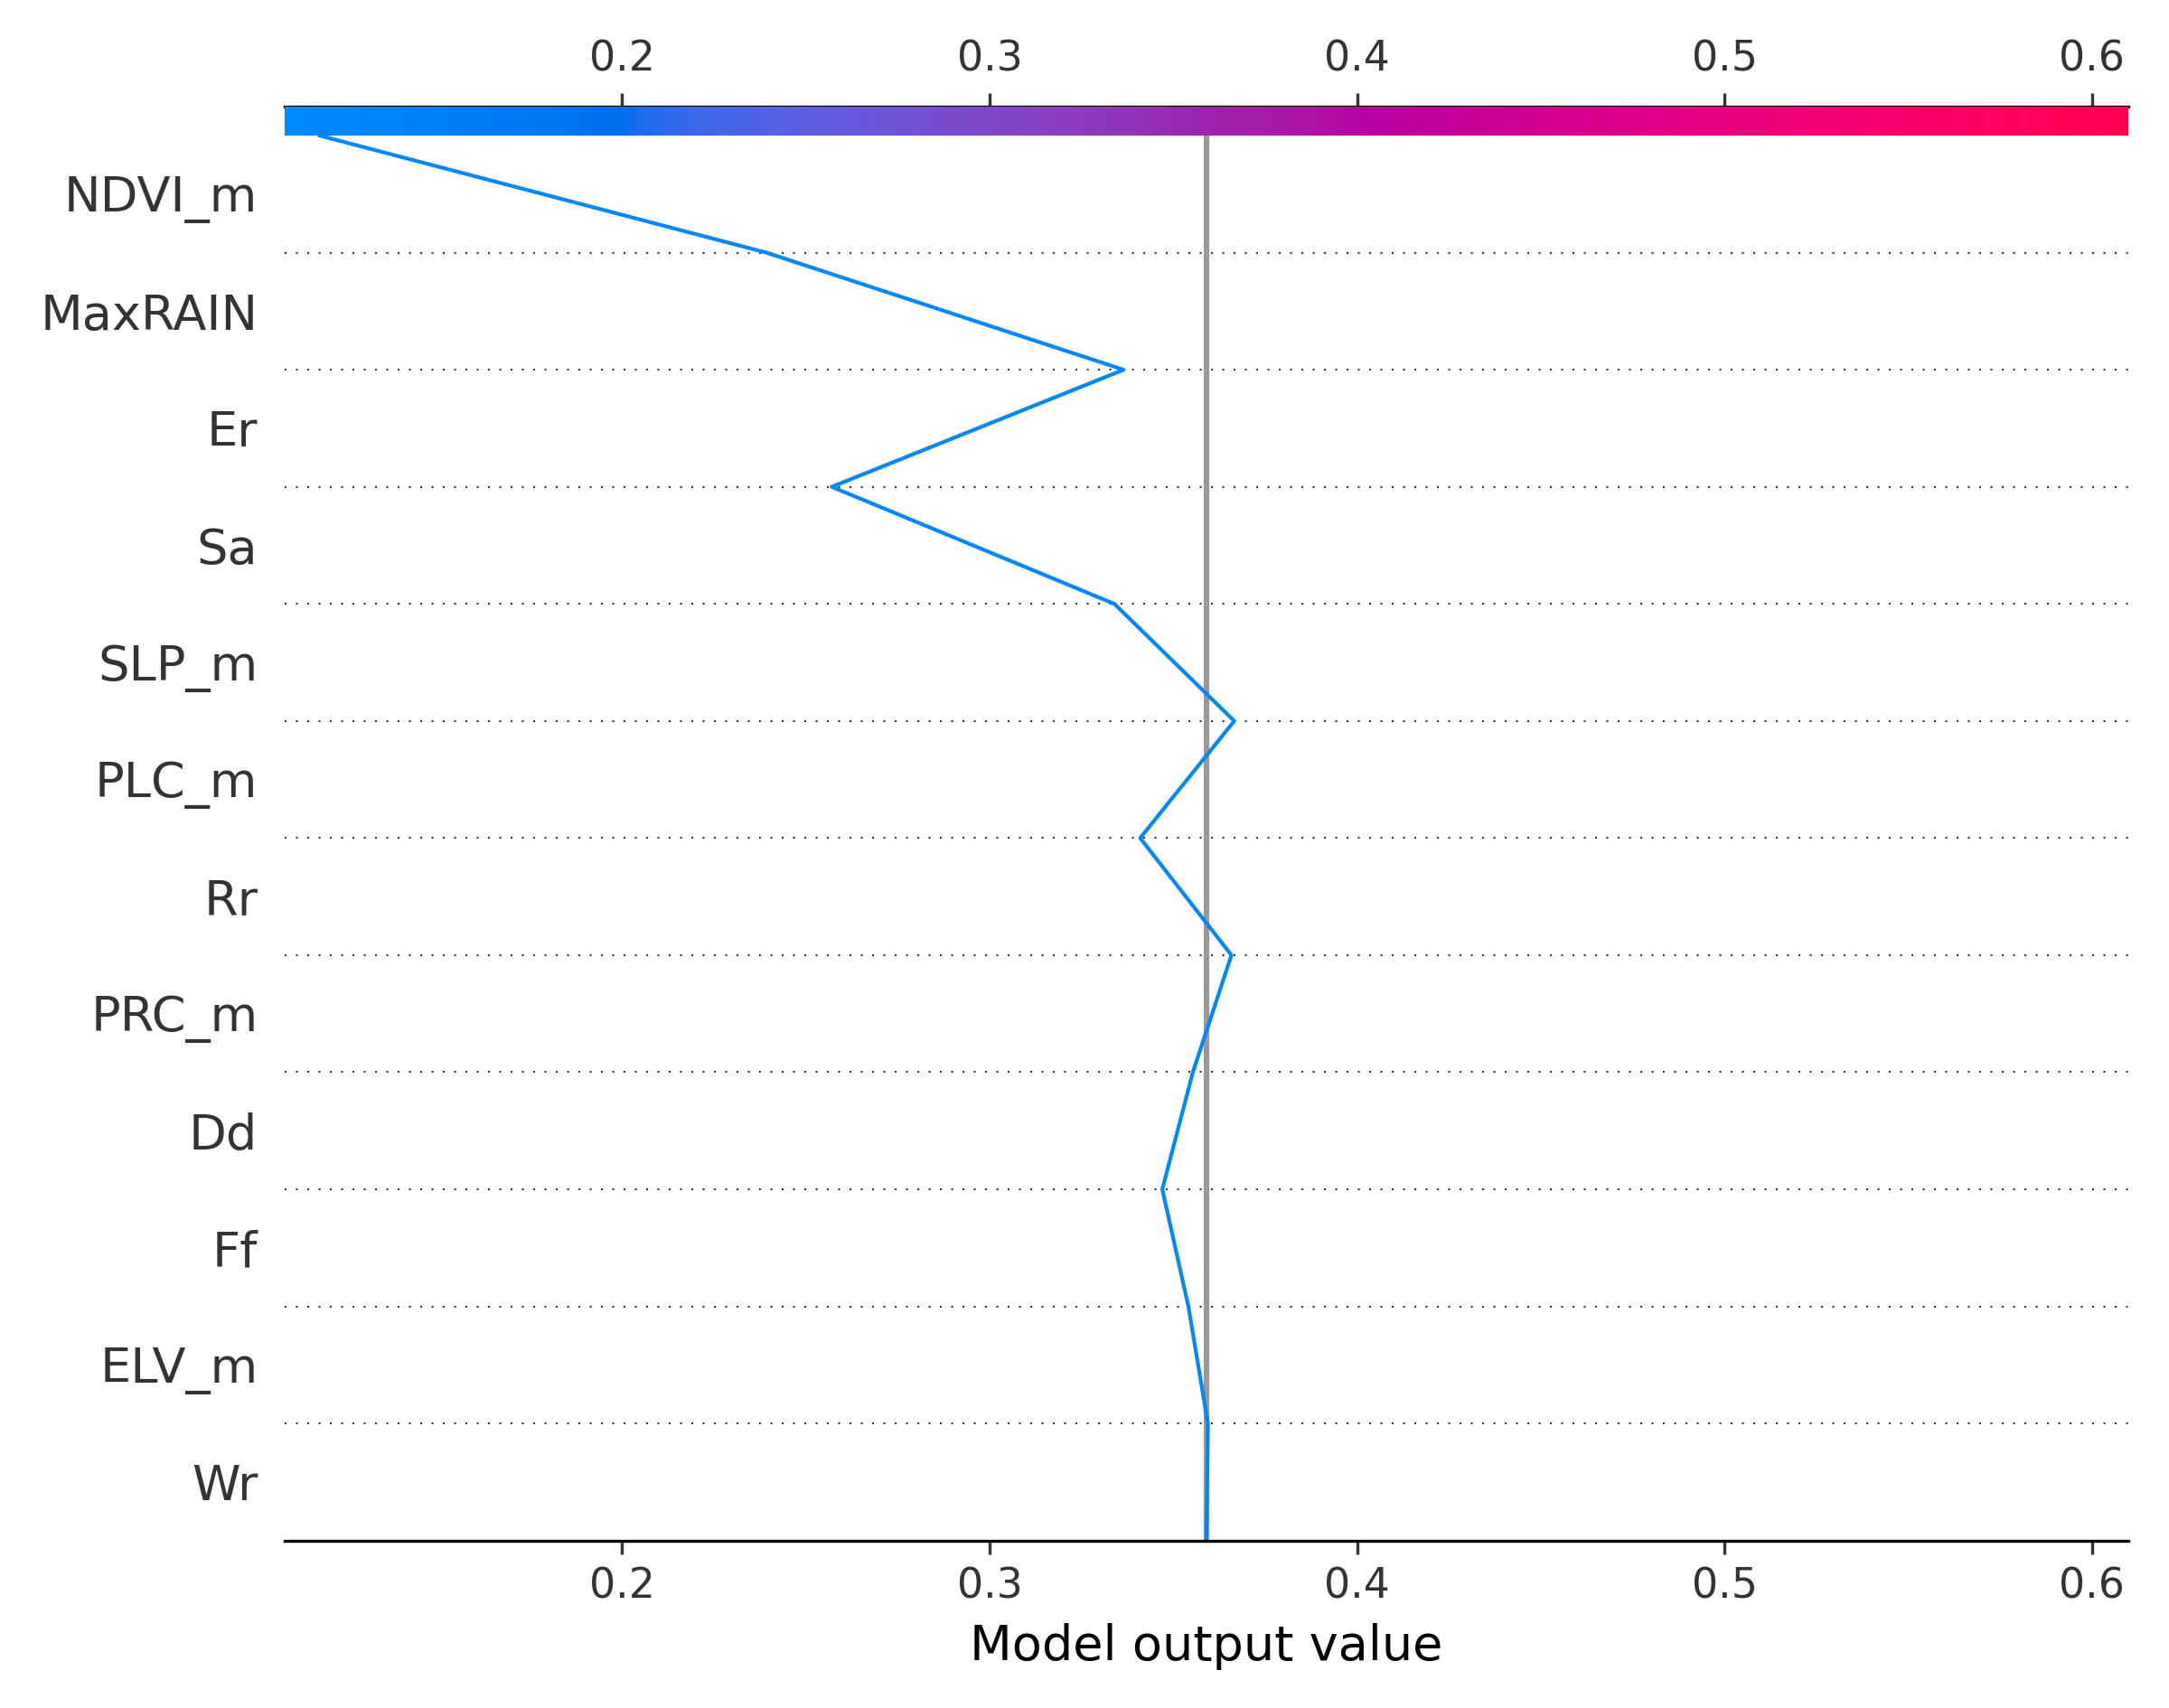 0.2 0.3 0.4 0.5 0.6
NDVI_m
MaxRAIN
Er
Sa
SLP_m
PLC_m
Rr
PRC_m
Dd
Ff
ELV_m
Wr
0.2 0.3 0.4 0.5 0.6
Model output value